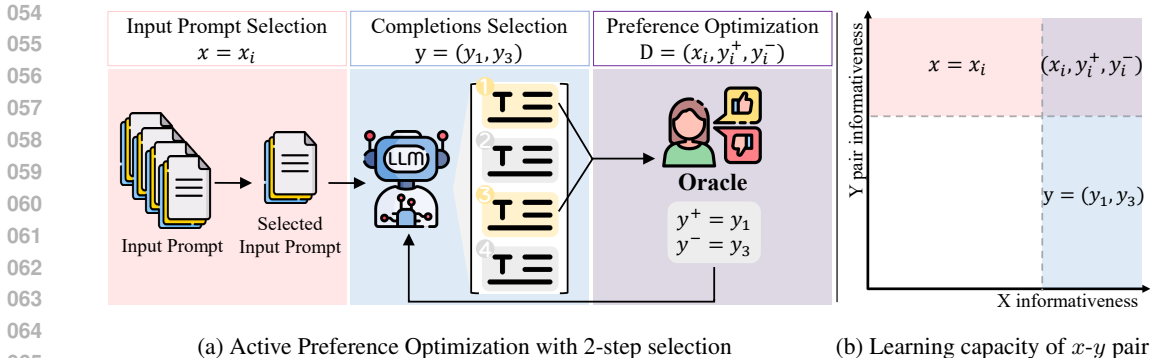 054
055
056
057
058
059
060
061
062
063
064
Input Prompt Selection
x = x_i
Completions Selection
y = (y_1, y_3)
Preference Optimization
D = (x_i, y_i^+, y_i^-)
Input Prompt
Selected
Input Prompt
LLM
1
2
3
4
T
T
T
T
Oracle
y^+ = y_1
y^- = y_3
Y pair informativeness
x = x_i
(x_i, y_i^+, y_i^-)
y = (y_1, y_3)
X informativeness
(a) Active Preference Optimization with 2-step selection
(b) Learning capacity of x-y pair